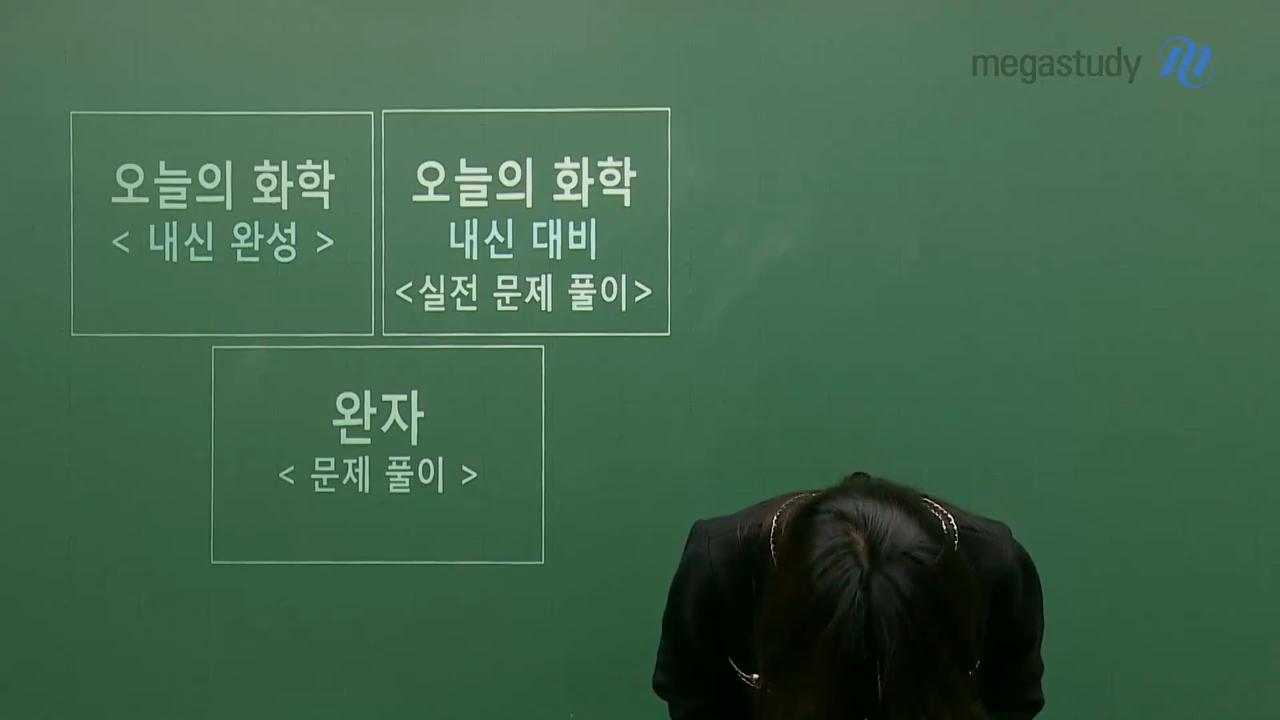 megastudy
오늘의 화학
< 내신 완성 >
오늘의 화학
내신 대비
<실전 문제 풀이>
완자
< 문제 풀이 >